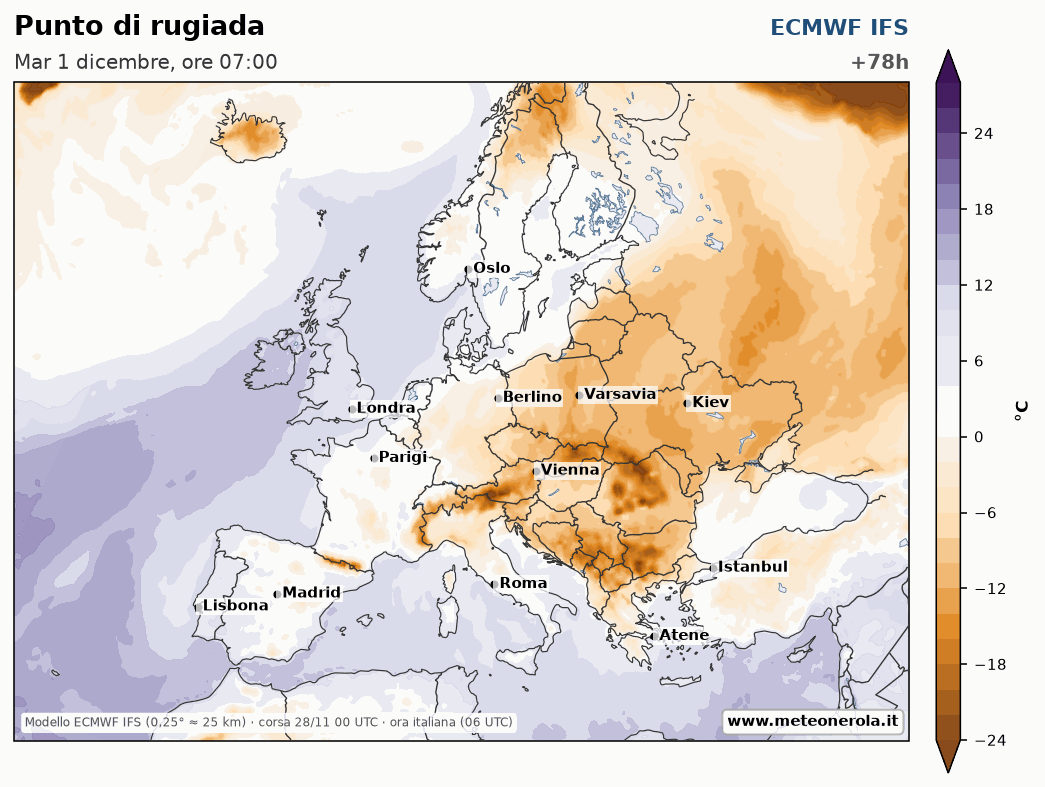 Punto di rugiada
ECMWF IFS
Mar 1 dicembre, ore 07:00
+78h
Oslo
Londra
Berlino
Varsavia
Kiev
Parigi
Vienna
Istanbul
Roma
Madrid
Lisbona
Atene
24
18
12
6
0
−6
−12
−18
−24
°C
Modello ECMWF IFS (0,25° ≈ 25 km) · corsa 28/11 00 UTC · ora italiana (06 UTC)
www.meteonerola.it